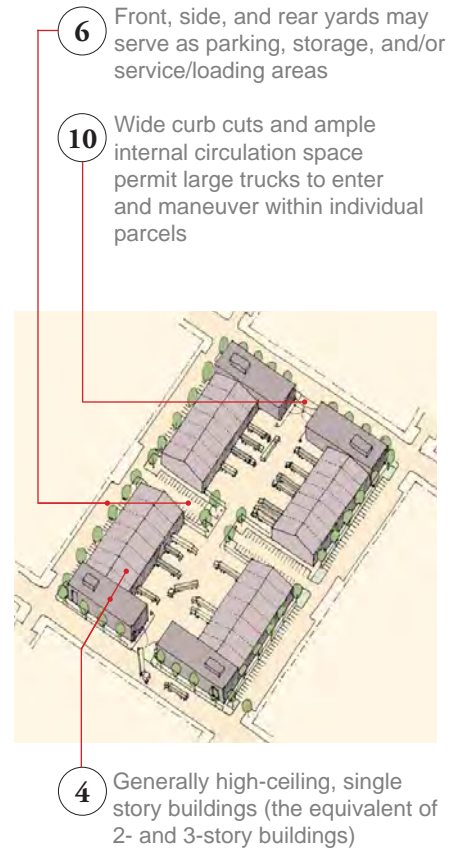 6
Front, side, and rear yards may
serve as parking, storage, and/or
service/loading areas
10
Wide curb cuts and ample
internal circulation space
permit large trucks to enter
and maneuver within individual
parcels
4
Generally high-ceiling, single
story buildings (the equivalent of
2- and 3-story buildings)